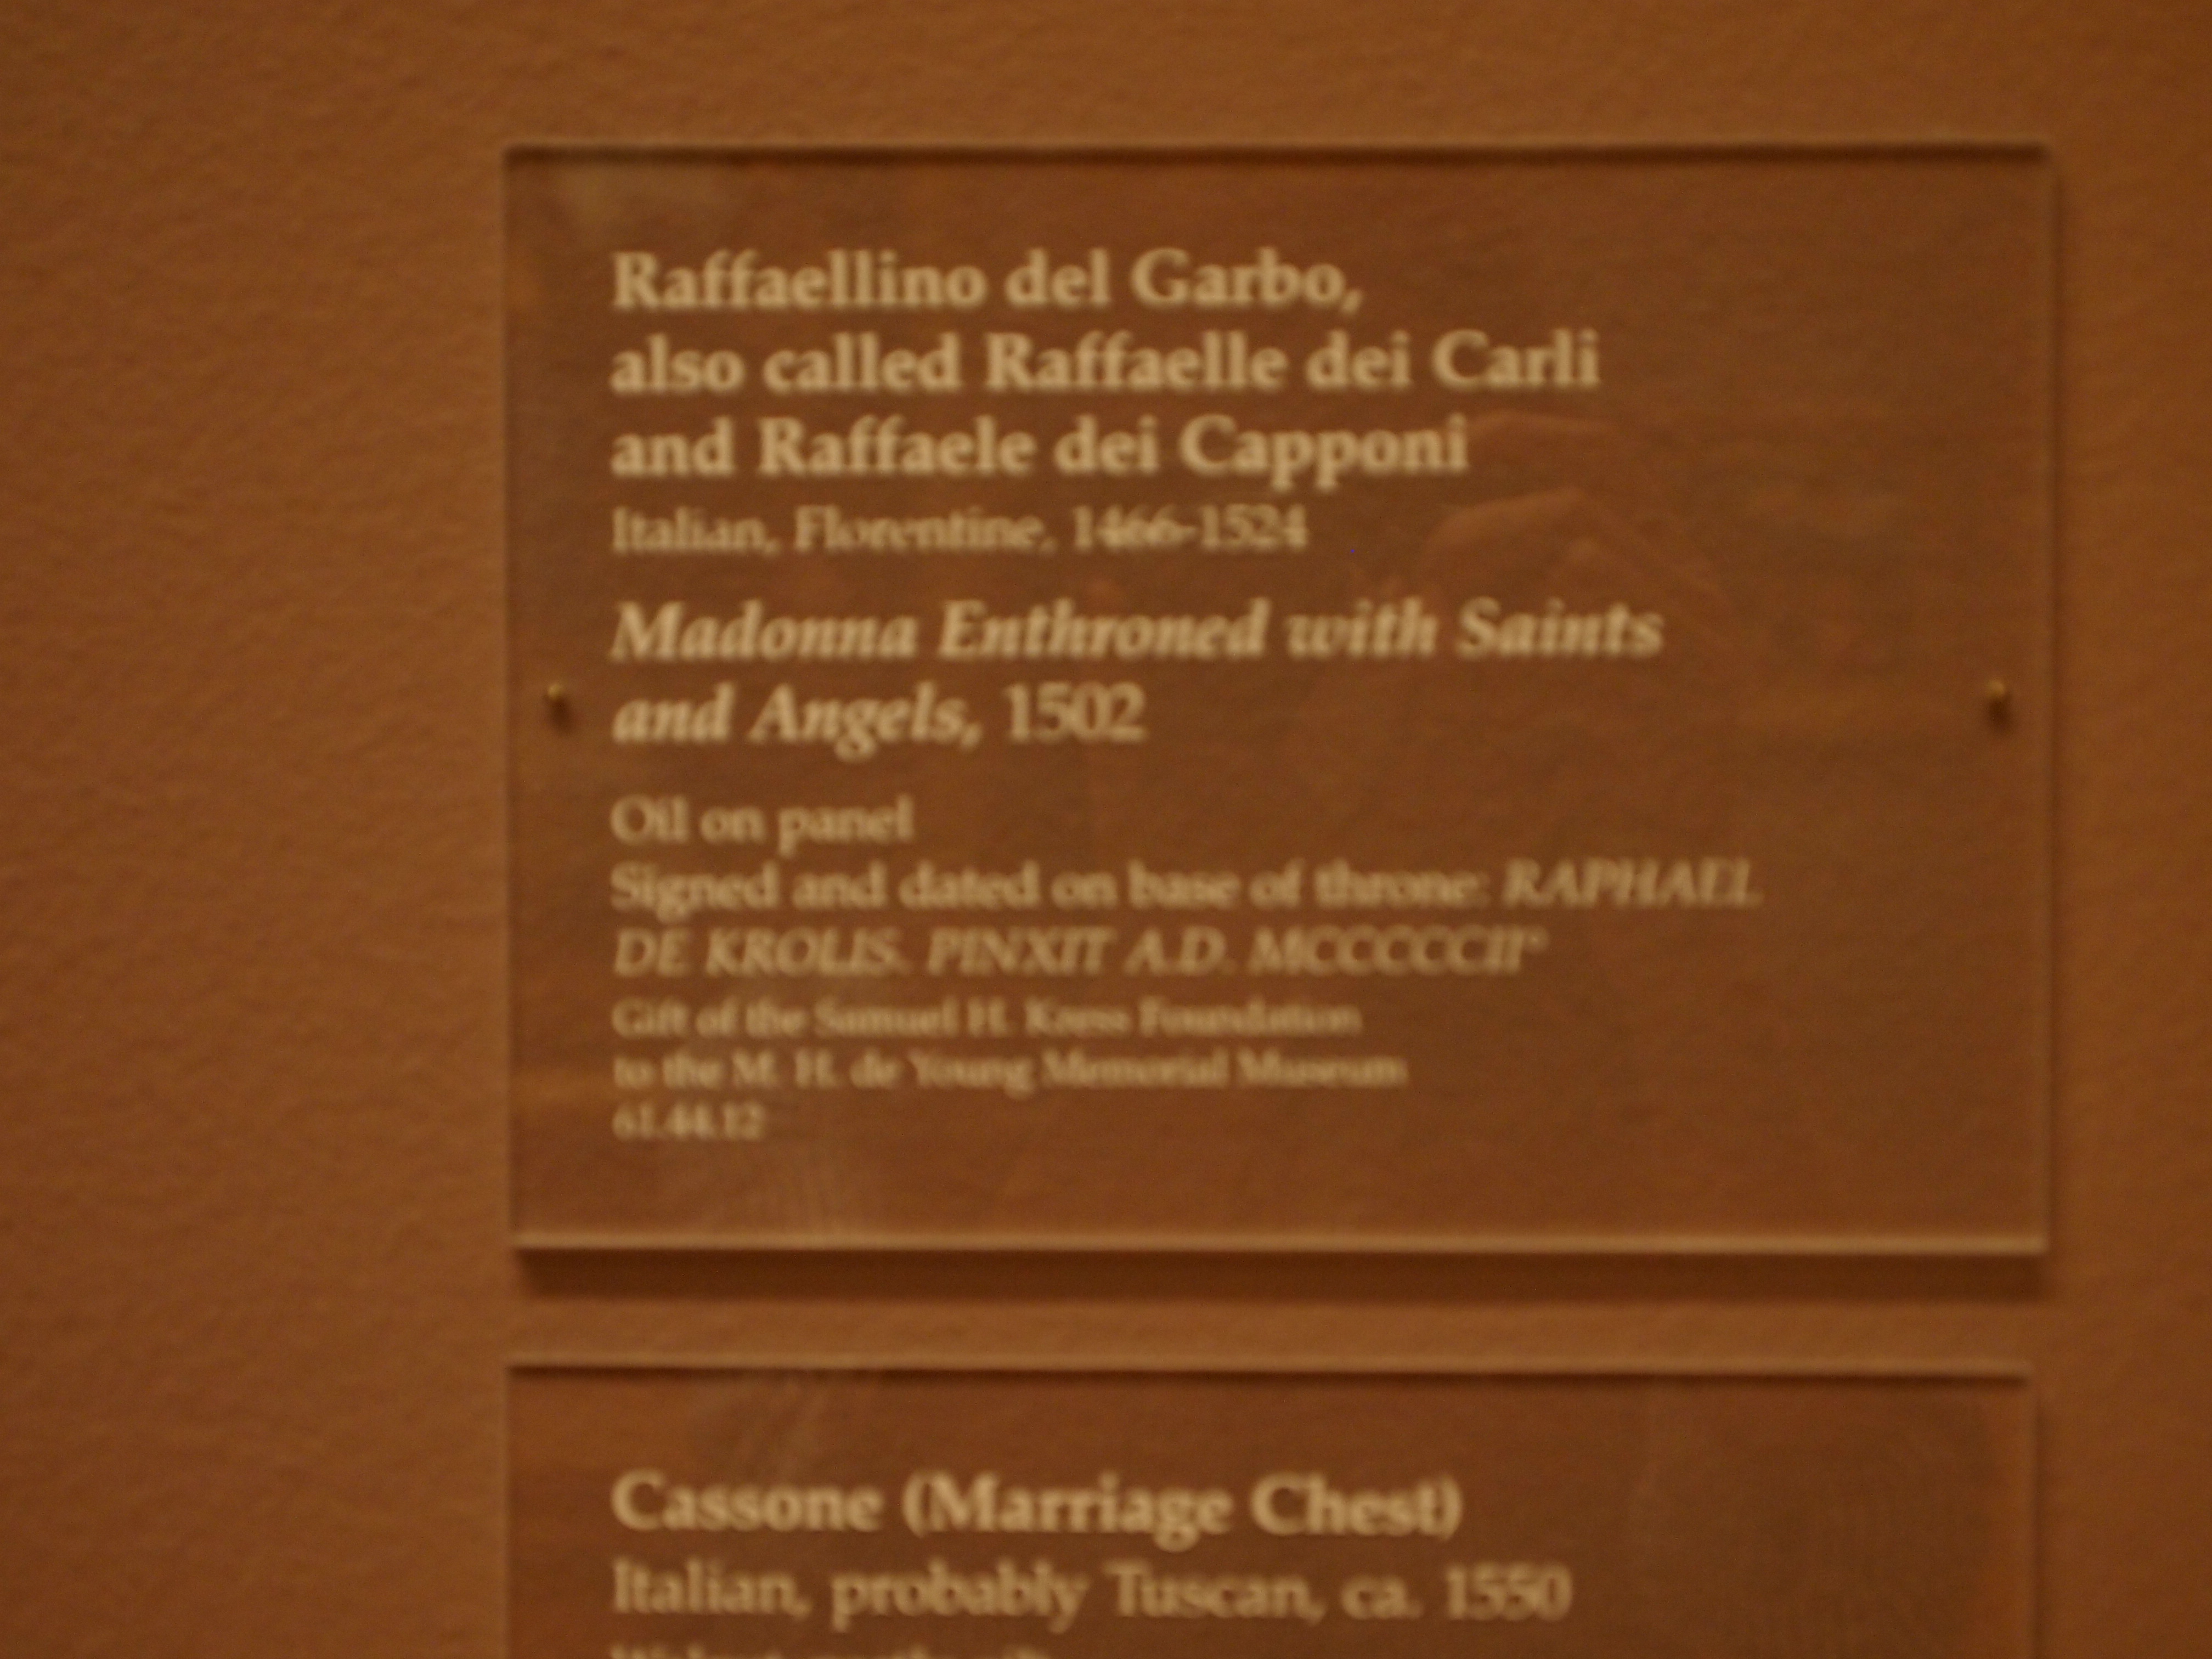 Raffaellino del Garbo,
also called Raffaelle dei Carli
and Raffaele dei Capponi
Italian, Florentine, 1466-1524
Madonna Enthroned with Saints
and Angels, 1502
Oil on panel
Signed and dated on base of throne: RAPHAEL
DE KROLIS. PINXIT A.D. MCCCCCII°
Gift of the Samuel H. Kress Foundation
to the M. H. de Young Memorial Museum
61.44.12
Cassone (Marriage Chest)
Italian, probably Tuscan, ca. 1550